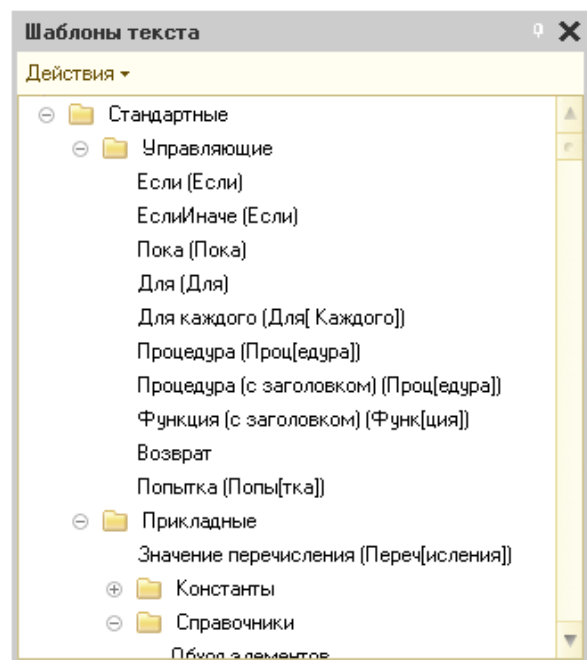 Шаблоны текста
Действия
Стандартные
Управляющие
Если (Если)
ЕслиИначе (Если)
Пока (Пока)
Для (Для)
Для каждого (Для[ Каждого])
Процедура (Проц[едура])
Процедура (с заголовком) (Проц[едура])
Функция (с заголовком) (Функ[ция])
Возврат
Попытка (Попы[тка])
Прикладные
Значение перечисления (Переч[исления])
Константы
Справочники
Обход элементов